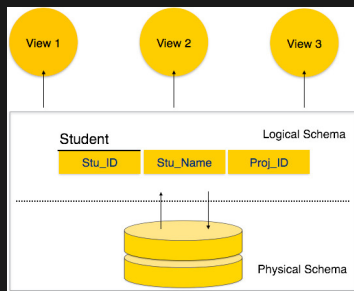 View 1
View 2
View 3
Logical Schema
Student
Stu_ID
Stu_Name
Proj_ID
Physical Schema